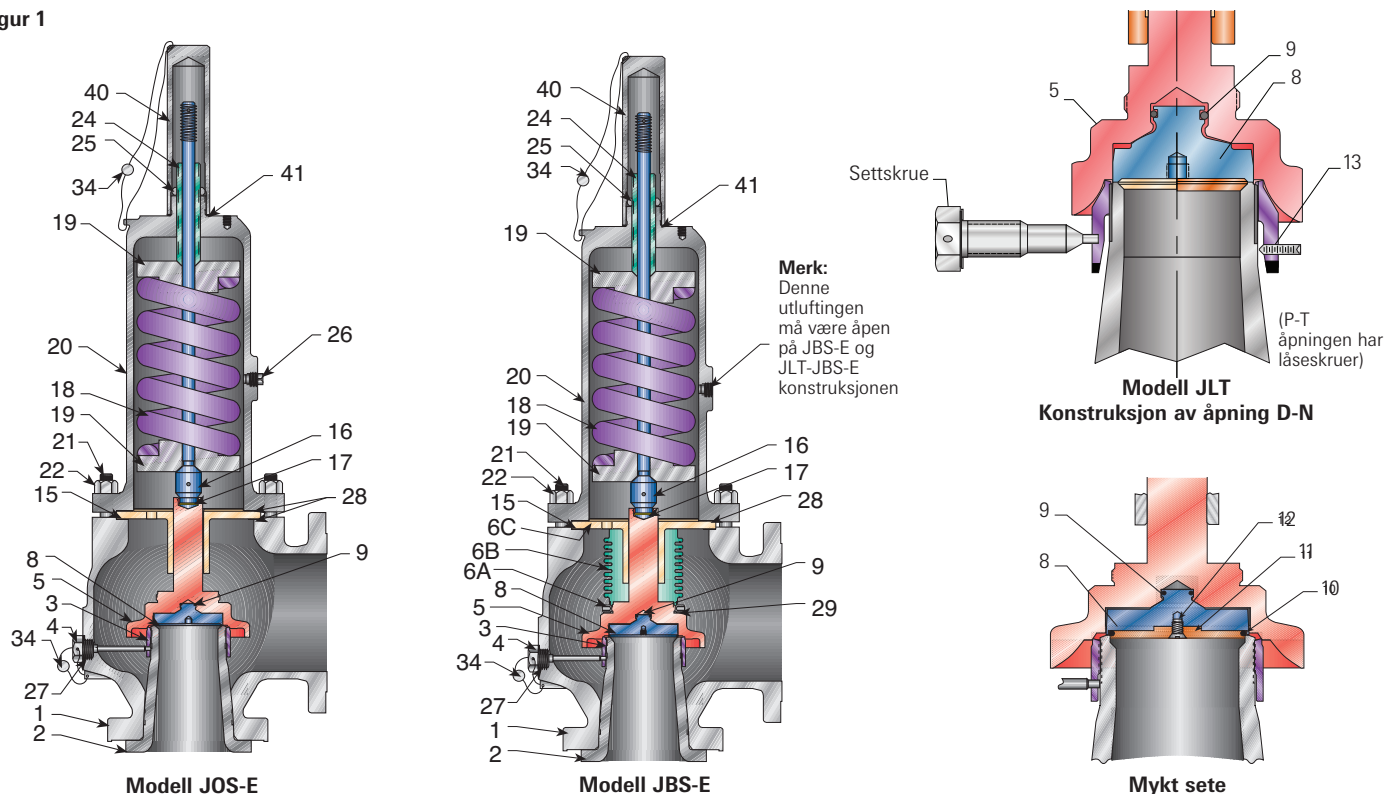 gur 1
40
24
25
34
41
19
26
20
18
19
16
21
17
22
15
28
8
9
5
3
4
34
27
1
2
Modell JOS-E
40
24
25
34
41
19
Merk:
Denne
utluftingen
må være åpen
på JBS-E og
JLT-JBS-E
konstruksjonen
20
18
19
16
21
17
22
15
28
6C
6B
6A
9
8
5
29
3
4
34
27
1
2
Modell JBS-E
9
8
5
13
Settskrue
(P-T
åpningen har
låseskruer)
Modell JLT
Konstruksjon av åpning D-N
9
12
8
11
10
Mykt sete